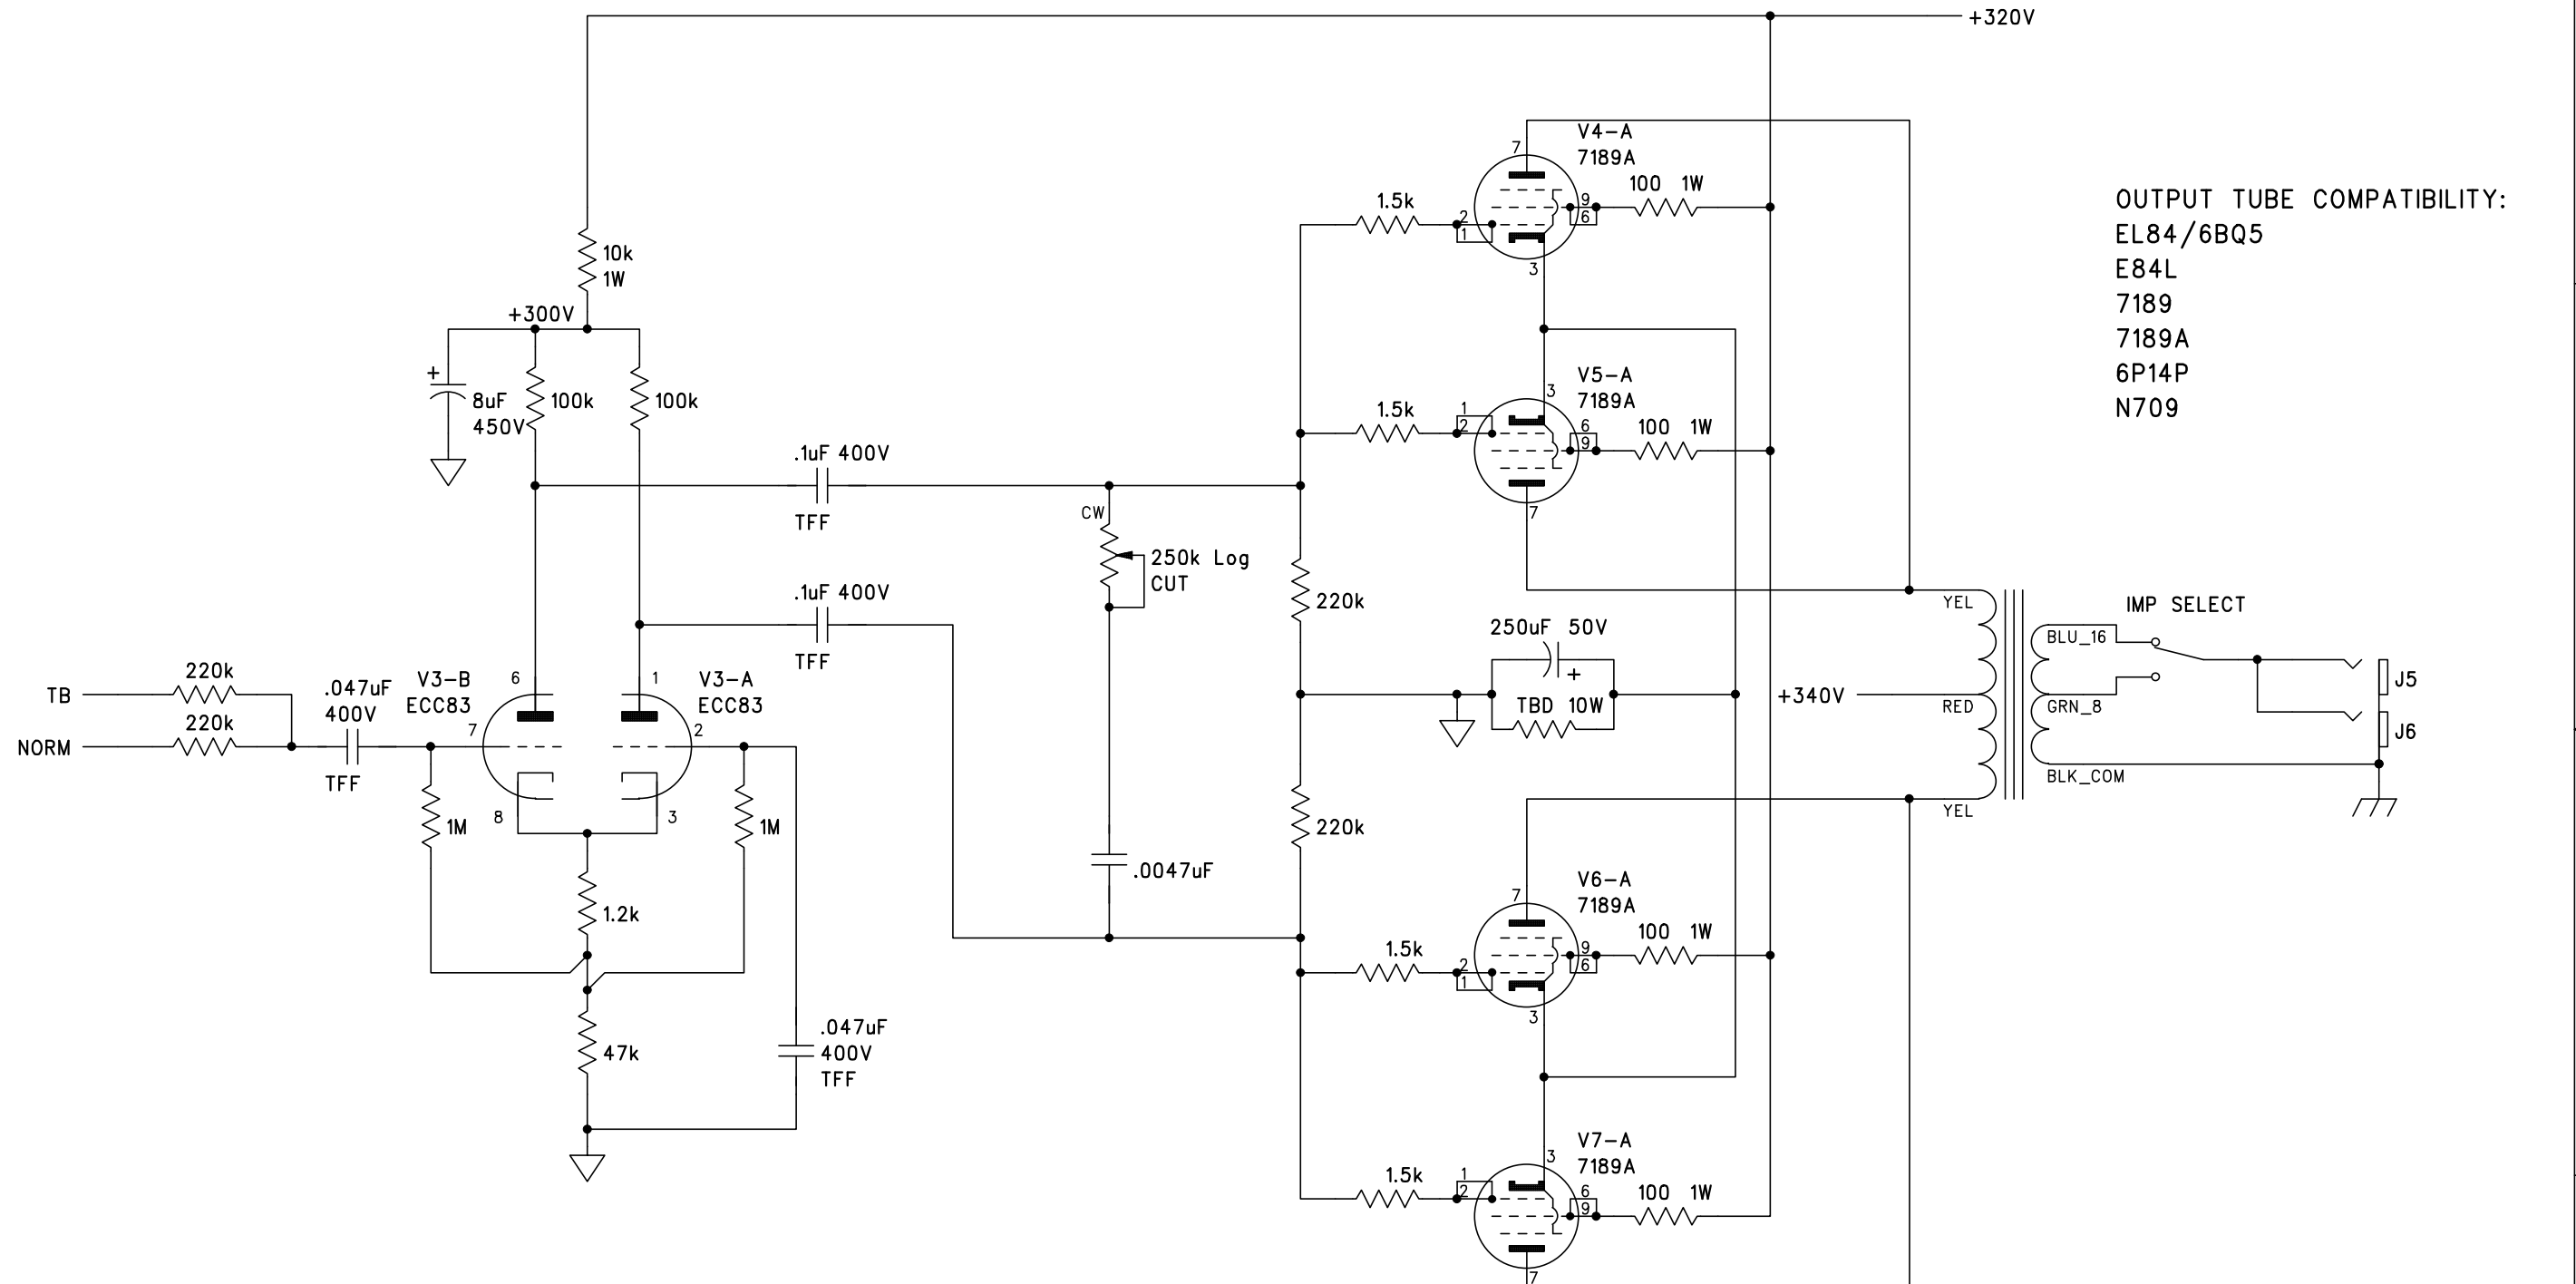 +320V
V4-A
7189A
7
100 1W
9
6
1.5k
2
1
3
OUTPUT TUBE COMPATIBILITY:
EL84/6BQ5
E84L
7189
7189A
6P14P
N709
10k
1W
+300V
+
8uF
450V
100k
100k
V5-A
7189A
3
1.5k
1
2
6
9
100 1W
7
.1uF 400V
TFF
CW
250k Log
CUT
.1uF 400V
TFF
220k
250uF 50V
+
TBD 10W
+340V
YEL
RED
YEL
IMP SELECT
BLU_16
GRN_8
BLK_COM
J5
J6
TB
220k
NORM
220k
.047uF
400V
TFF
V3-B
ECC83
6
7
8
V3-A
ECC83
1
2
3
1M
1M
1.2k
47k
.047uF
400V
TFF
.0047uF
220k
V6-A
7189A
7
1.5k
2
1
9
6
100 1W
3
V7-A
7189A
3
1.5k
1
2
6
9
100 1W
7